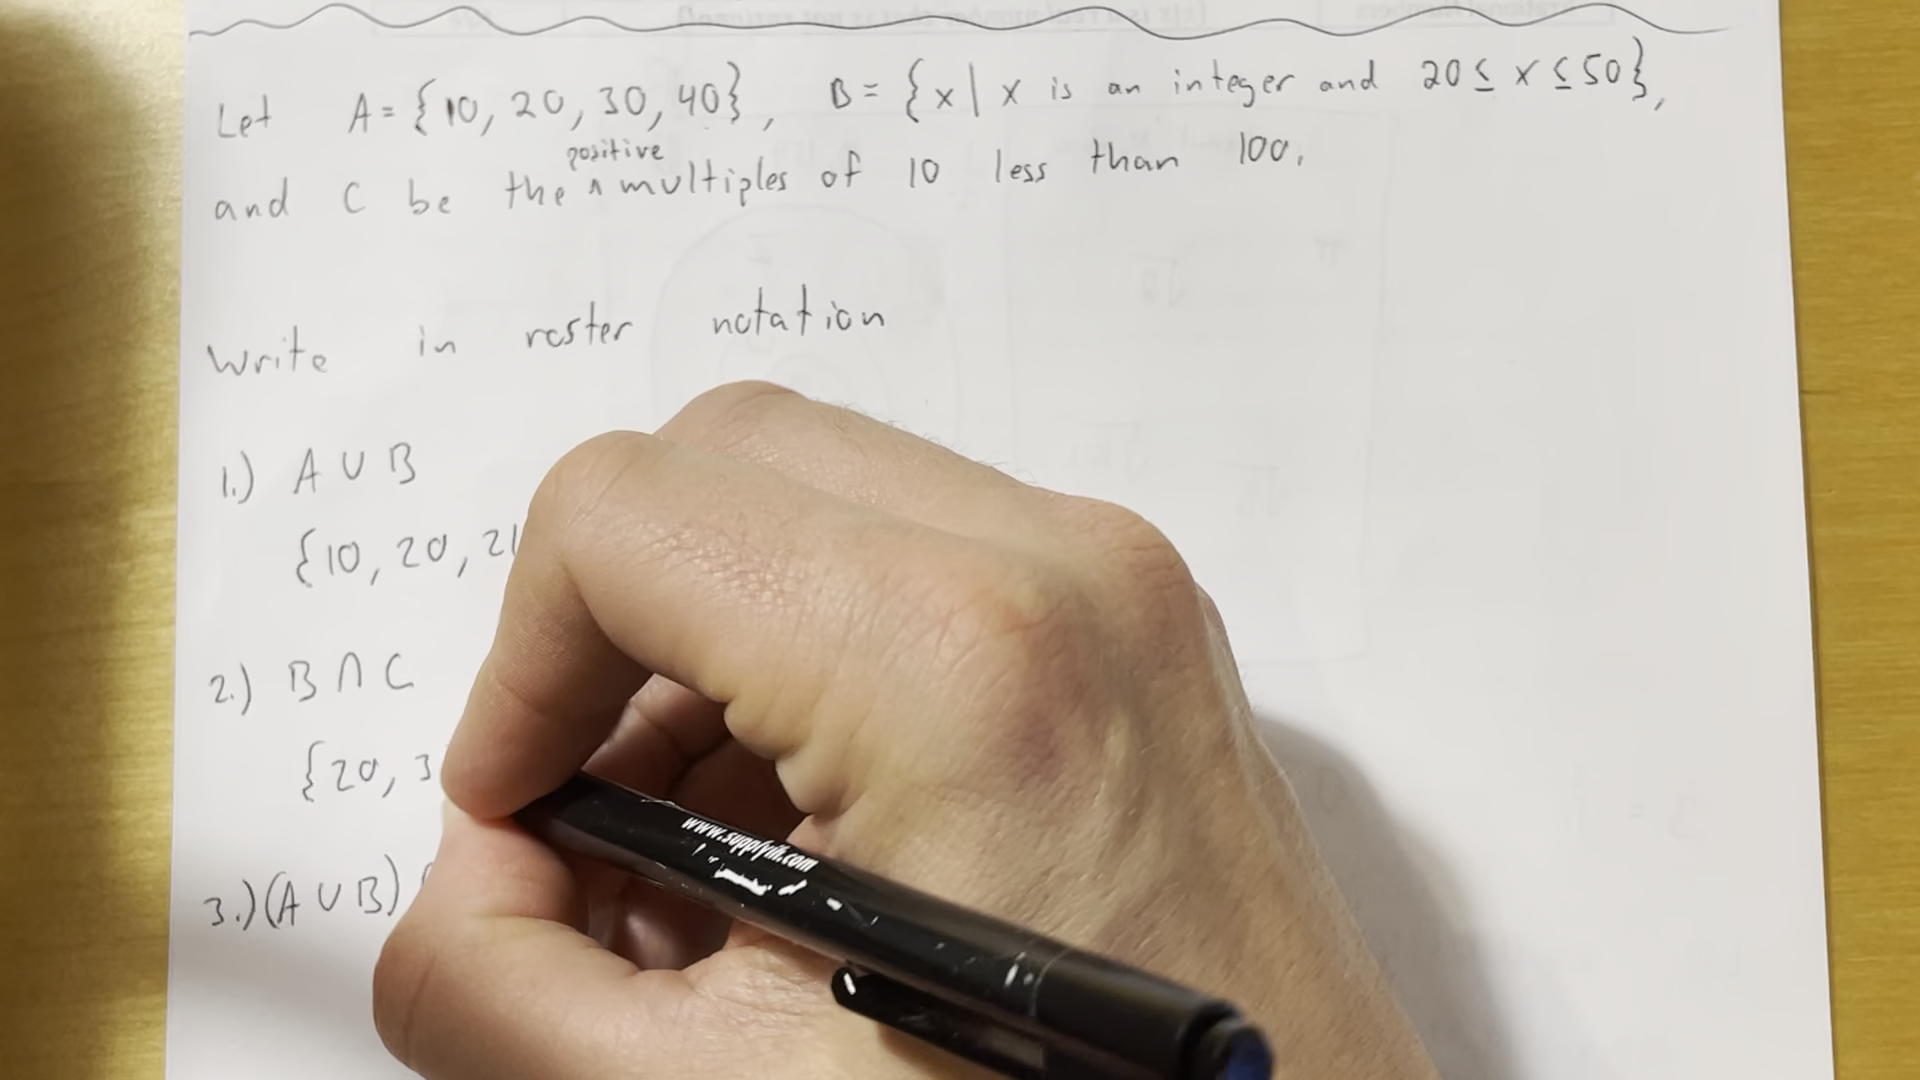 Let A = {10, 20, 30, 40}, B = {x | x is an integer and 20 ≤ x ≤ 50},
and C be the ^ positive multiples of 10 less than 100.
Write in roster notation
1.) A ∪ B
{10, 20, 21
2.) B ∩ C
{20, 3
3.) (A ∪ B)
www.supplyit.com